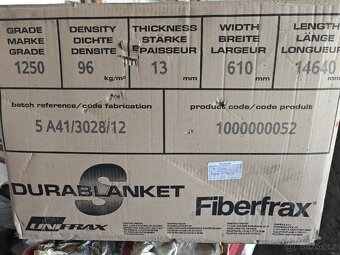 GRADE DENSITY THICKNESS WIDTH LENGTH
MARKE DICHTE STÄRKE BREITE LÄNGE
GRADE DENSITE EPAISSEUR LARGEUR LONGUEUR
1250 96 kg/m³ 13 mm 610 mm 14640 mm
batch reference/code fabrication product code/code produit
5 A41/3028/12 1000000052
S
DURABLANKET Fiberfrax
UNIFRAX